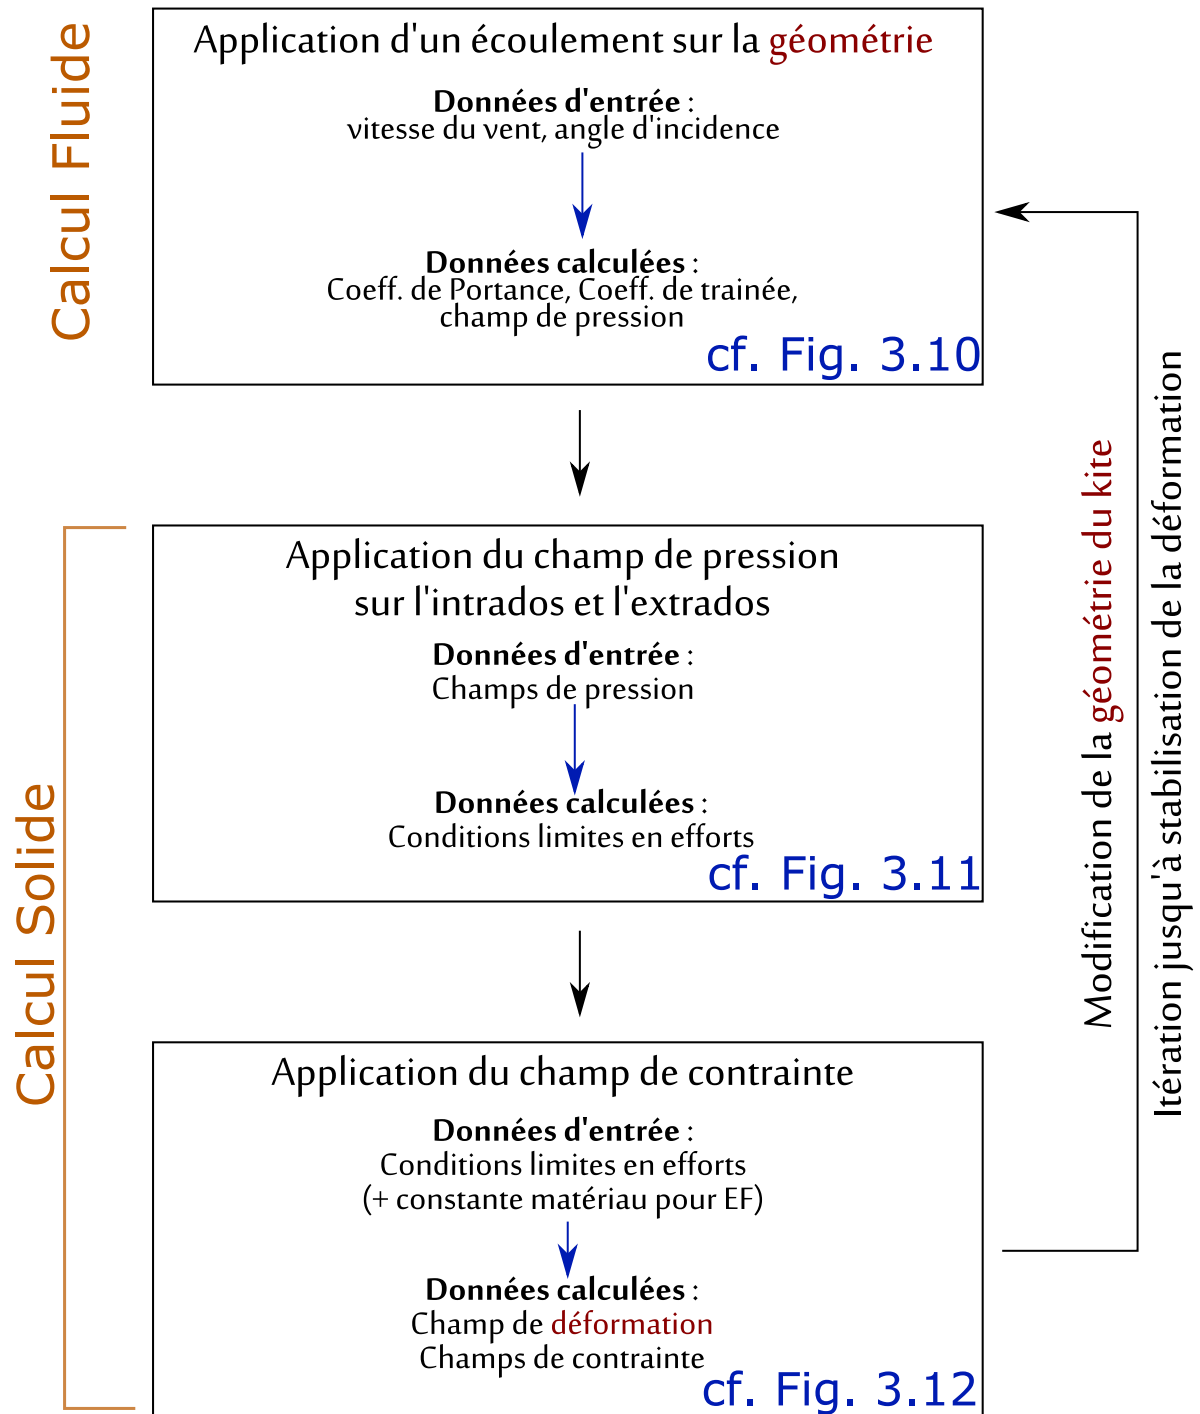 Calcul Fluide
Application d'un écoulement sur la géométrie
Données d'entrée :
vitesse du vent, angle d'incidence
Données calculées :
Coeff. de Portance, Coeff. de trainée,
champ de pression
cf. Fig. 3.10
Calcul Solide
Application du champ de pression
sur l'intrados et l'extrados
Données d'entrée :
Champs de pression
Données calculées :
Conditions limites en efforts
cf. Fig. 3.11
Application du champ de contrainte
Données d'entrée :
Conditions limites en efforts
(+ constante matériau pour EF)
Données calculées :
Champ de déformation
Champs de contrainte
cf. Fig. 3.12
Modification de la géométrie du kite
Itération jusqu'à stabilisation de la déformation